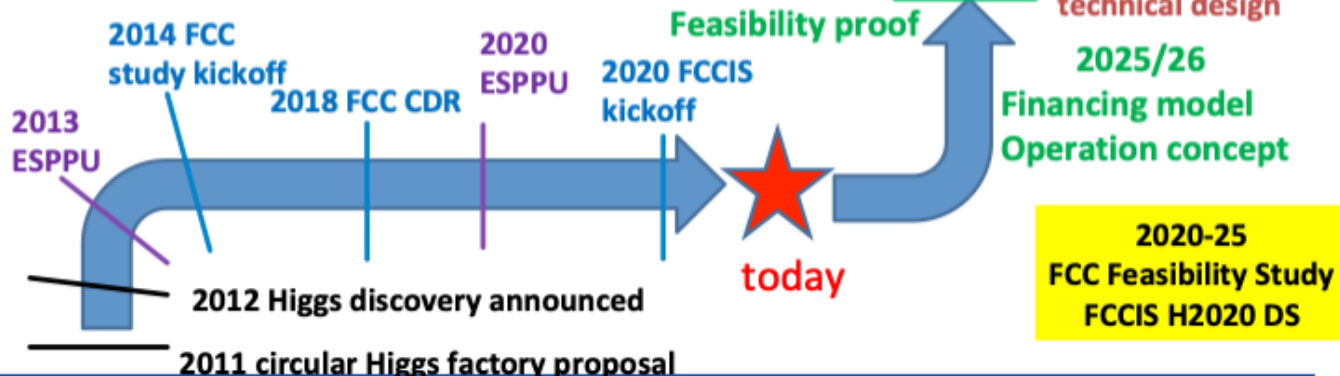 technical design
Feasibility proof
2014 FCC
study kickoff
2020
ESPPU
2020 FCCIS
kickoff
2025/26
Financing model
Operation concept
2018 FCC CDR
2013
ESPPU
today
2020-25
FCC Feasibility Study
FCCIS H2020 DS
2012 Higgs discovery announced
2011 circular Higgs factory proposal